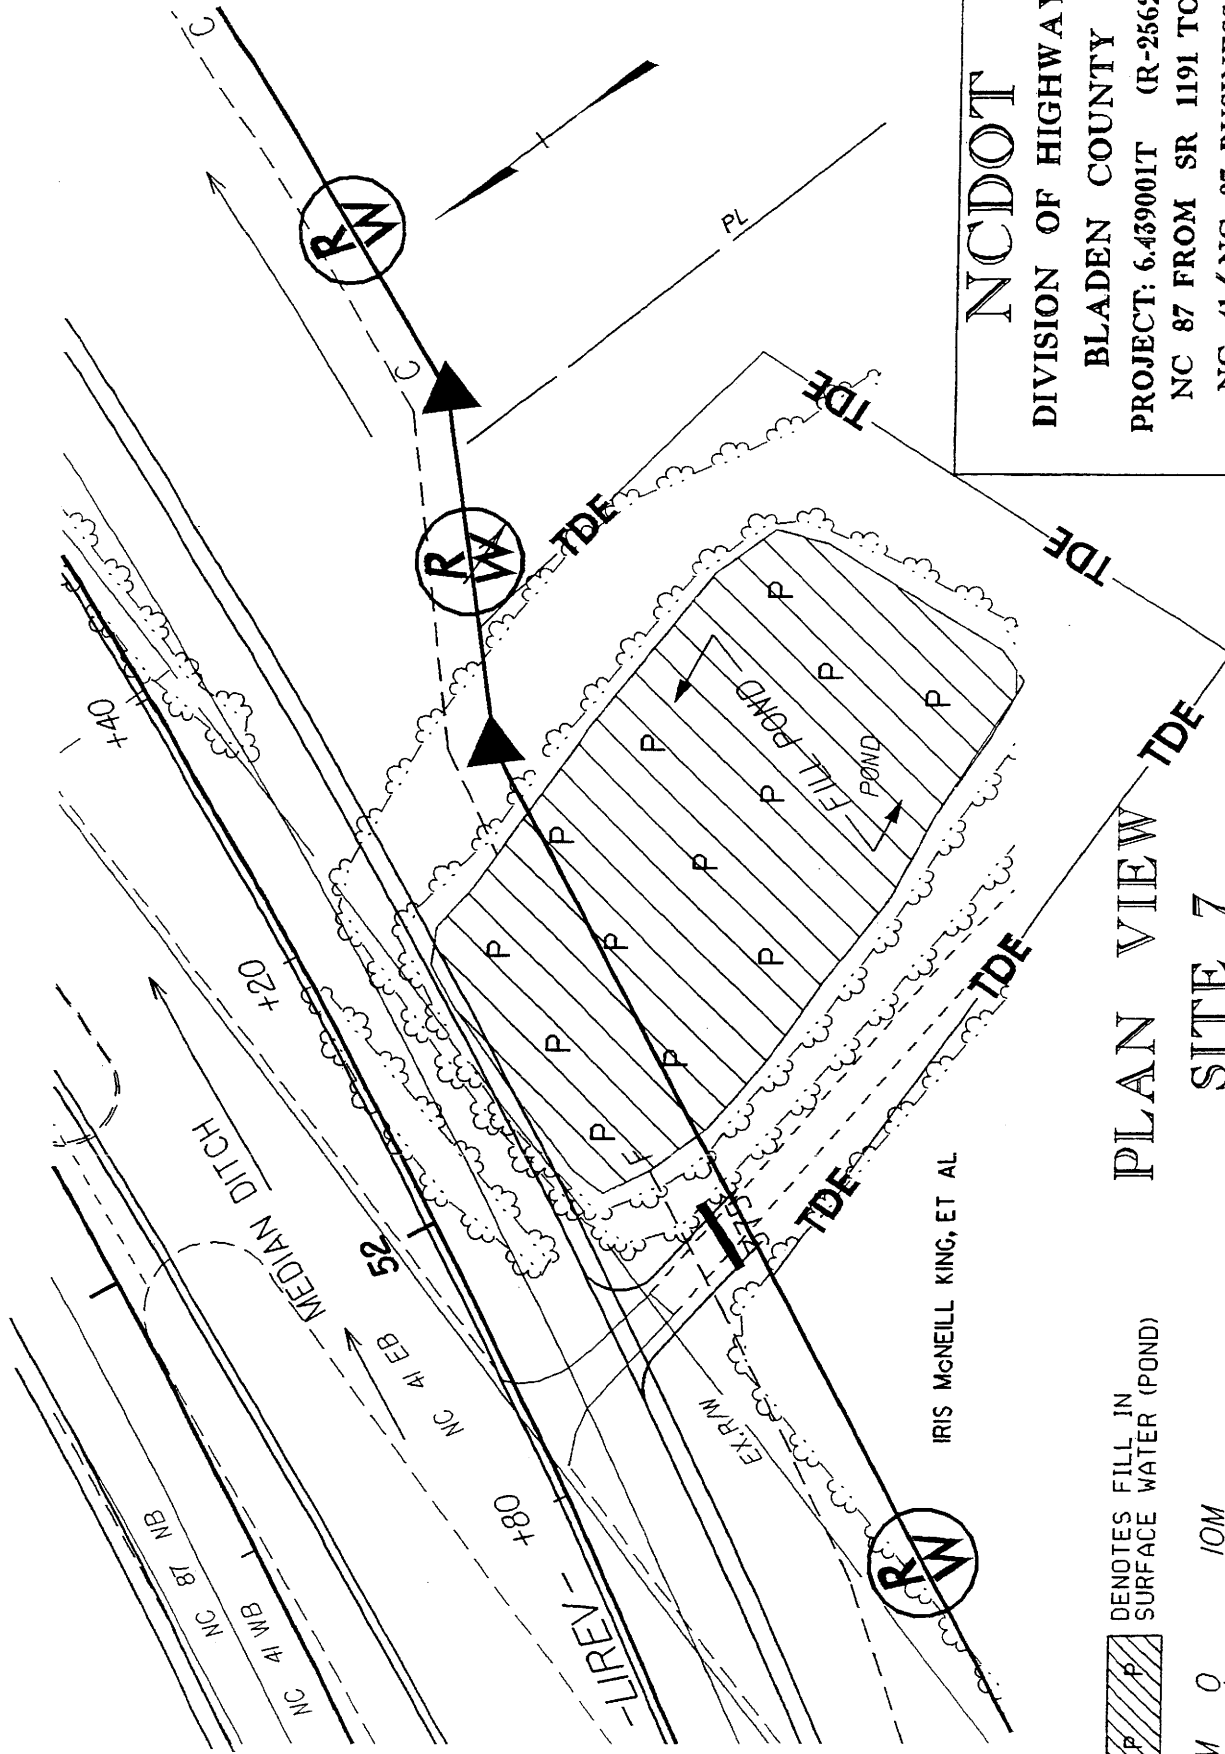 NC 87 NB
NC 41 WB
MEDIAN DITCH
NC 41 EB
-LIREV-
+80
52
+20
+40
EX.R/W
C
C
R
W
R
W
R
W
PL
TDE
TDE
TDE
TDE
TDE
TDE
F
P
P
P
P
P
P
P
P
P
P
P
P
P
FILL POND
POND
IRIS McNEILL KING, ET AL
P P
DENOTES FILL IN
SURFACE WATER (POND)
M 0 10M
PLAN VIEW
SITE 7
NCDOT
DIVISION OF HIGHWAY
BLADEN COUNTY
PROJECT: 6.439001T (R-2562
NC 87 FROM SR 1191 TO